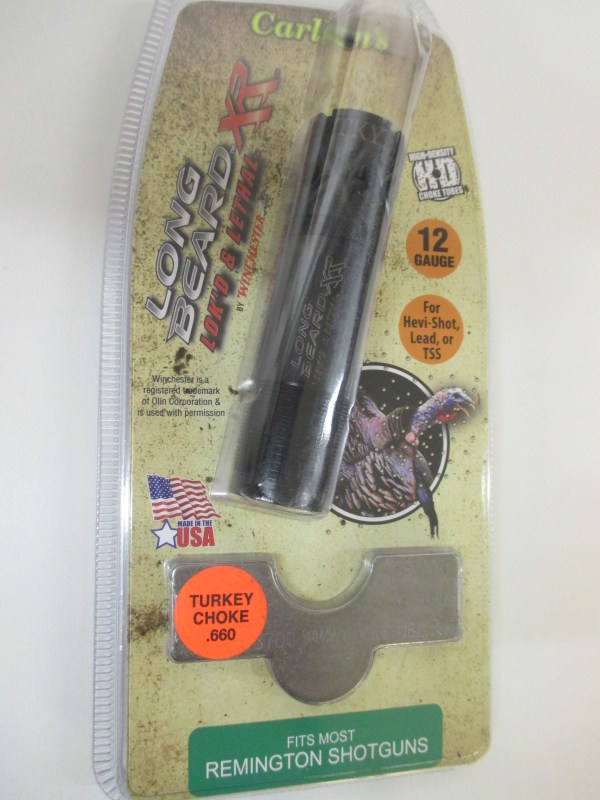 Carlson's
LONG
BEARD XR
LOK'D & LETHAL
BY WINCHESTER
Winchester is a
registered trademark
of Olin Corporation &
is used with permission
MADE IN THE
USA
HIGH-DENSITY
H·D
CHOKE TUBES
12
GAUGE
For
Hevi-Shot,
Lead, or
TSS
LONG
BEARD XR
TURKEY
CHOKE
.660
FITS MOST
REMINGTON SHOTGUNS